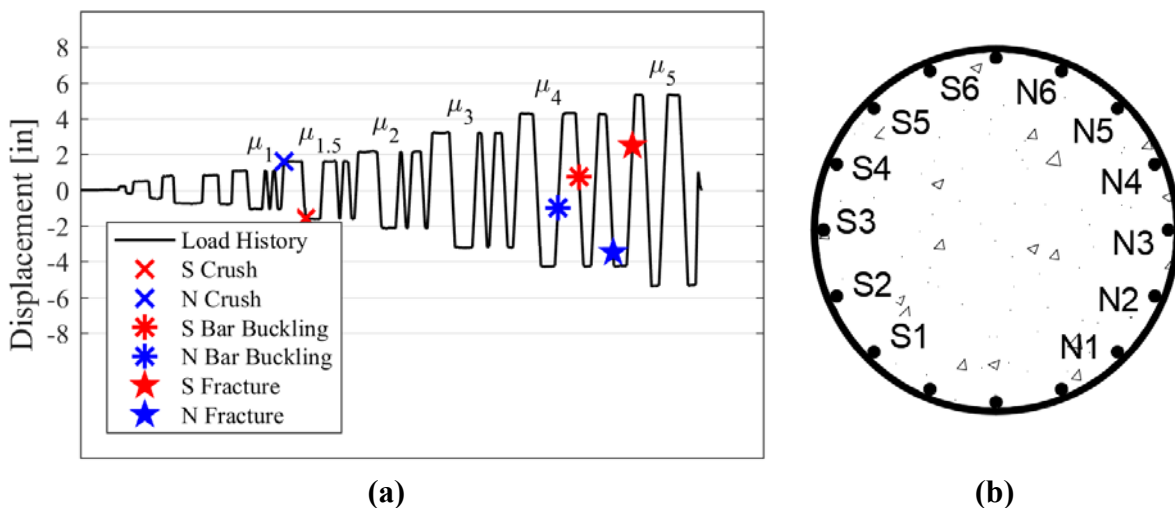 8
6
4
2
0
-2
-4
-6
-8
Displacement [in]
μ1
μ1.5
μ2
μ3
μ4
μ5
Load History
S Crush
N Crush
S Bar Buckling
N Bar Buckling
S Fracture
N Fracture
(a)
S6 N6
S5 N5
S4 N4
S3 N3
S2 N2
S1 N1
(b)